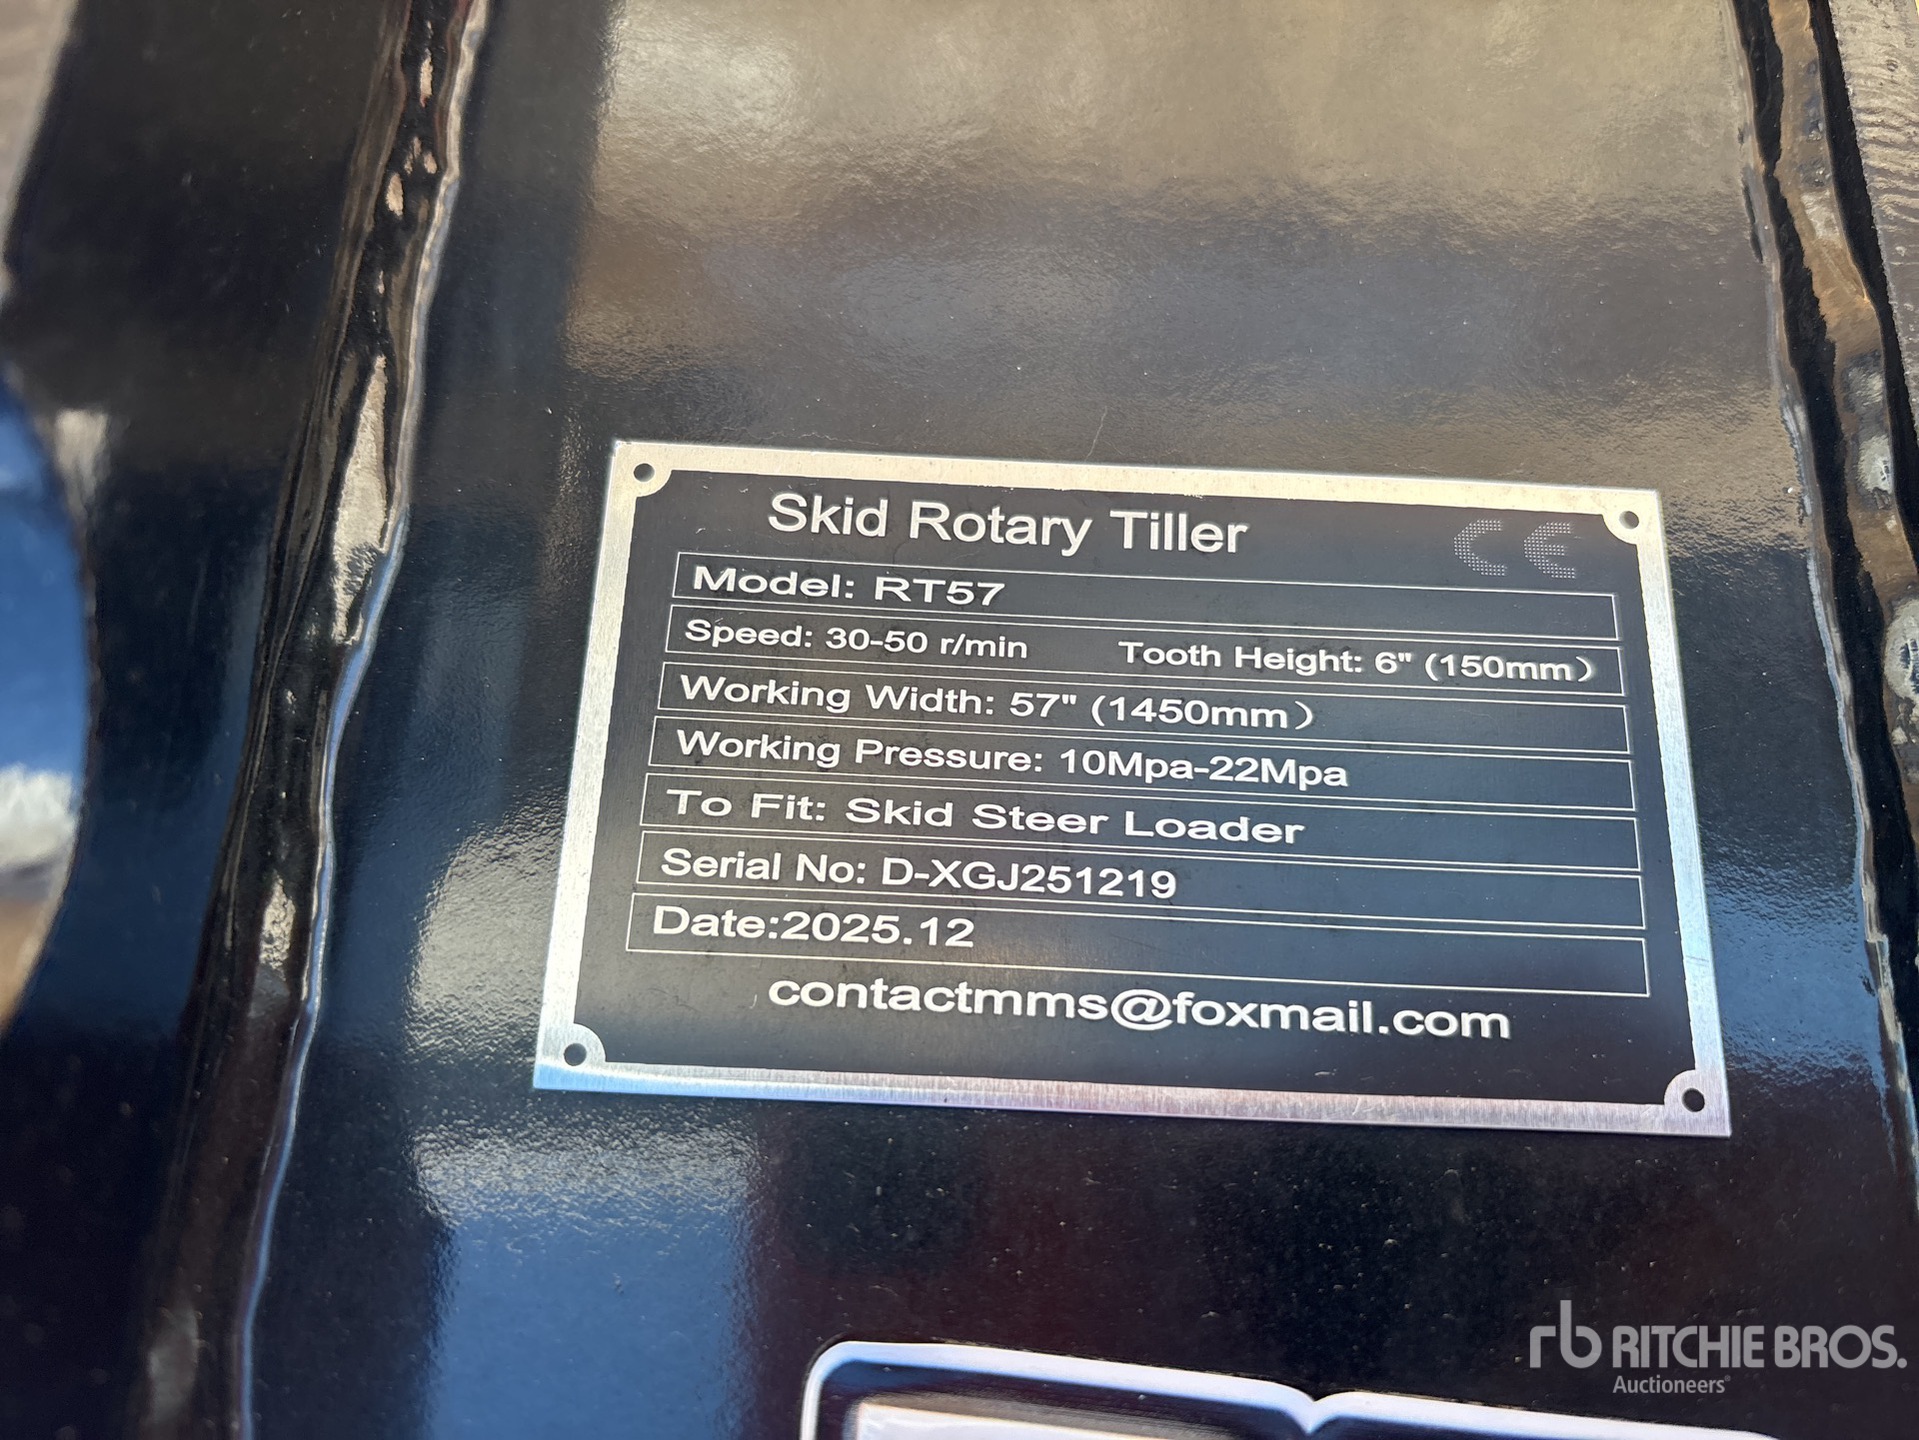 Skid Rotary Tiller CE
Model: RT57
Speed: 30-50 r/min Tooth Height: 6" (150mm）
Working Width: 57" (1450mm）
Working Pressure: 10Mpa-22Mpa
To Fit: Skid Steer Loader
Serial No: D-XGJ251219
Date:2025.12
contactmms@foxmail.com
rb RITCHIE BROS.
Auctioneers®